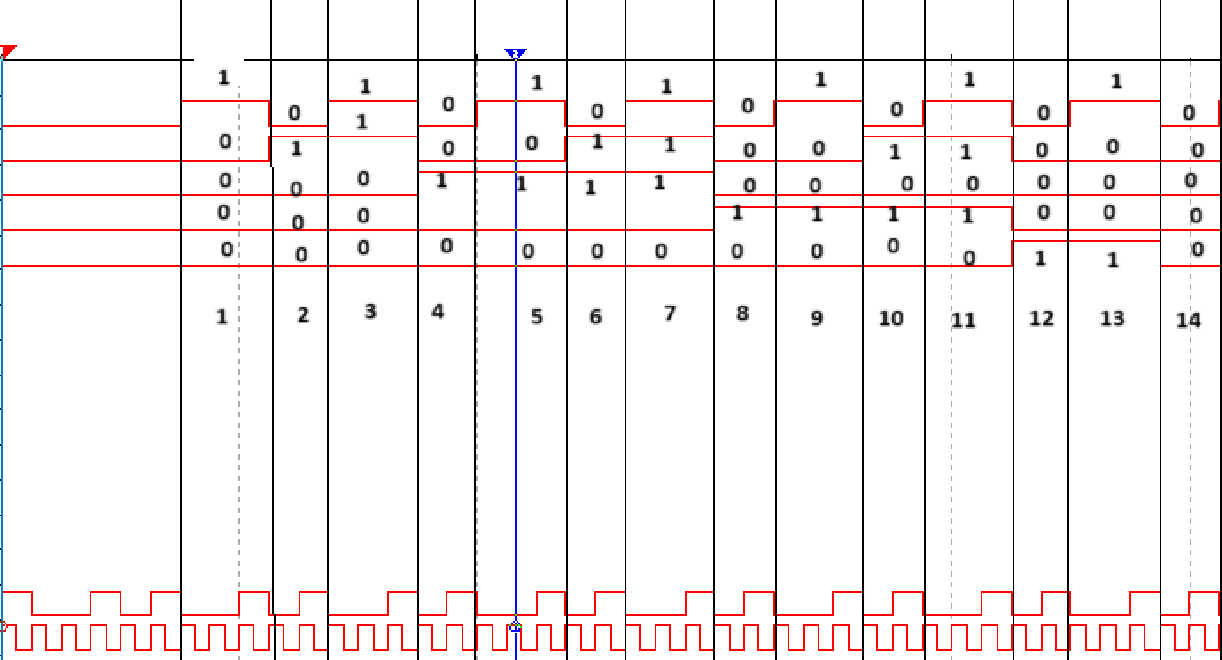 1 0 1 0 1 0 1 0 1 0 1 0 1 0
0 1 1 0 0 1 1 0 0 1 1 0 0 0
0 0 0 1 1 1 1 0 0 0 0 0 0 0
0 0 0 0 1 1 1 1 0 0 0
0 0 0 0 0 0 0 0 0 0 0 1 1 0
1 2 3 4 5 6 7 8 9 10 11 12 13 14